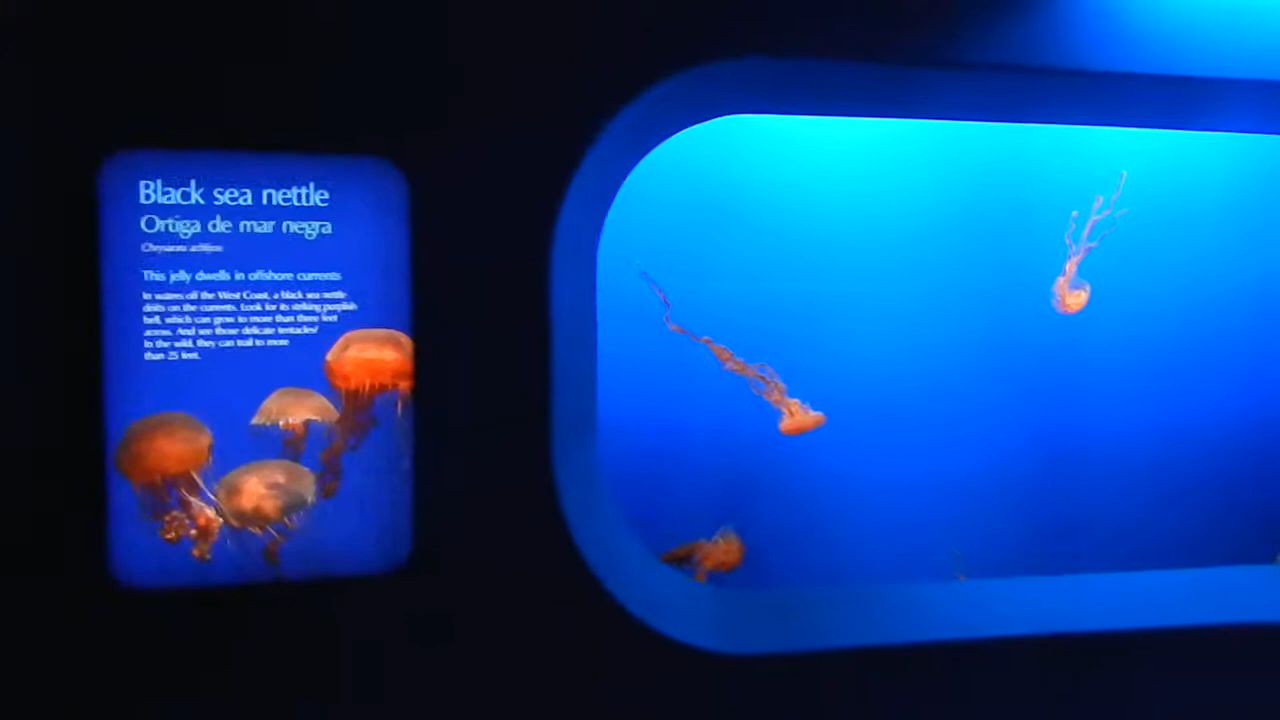 Black sea nettle
Ortiga de mar negra
Chrysaora achlyos
This jelly dwells in offshore currents
In waters off the West Coast, a black sea nettle
drifts on the currents. Look for its striking purplish
bell, which can grow to more than three feet
across. And see those delicate tentacles?
In the wild, they can trail to more
than 25 feet.